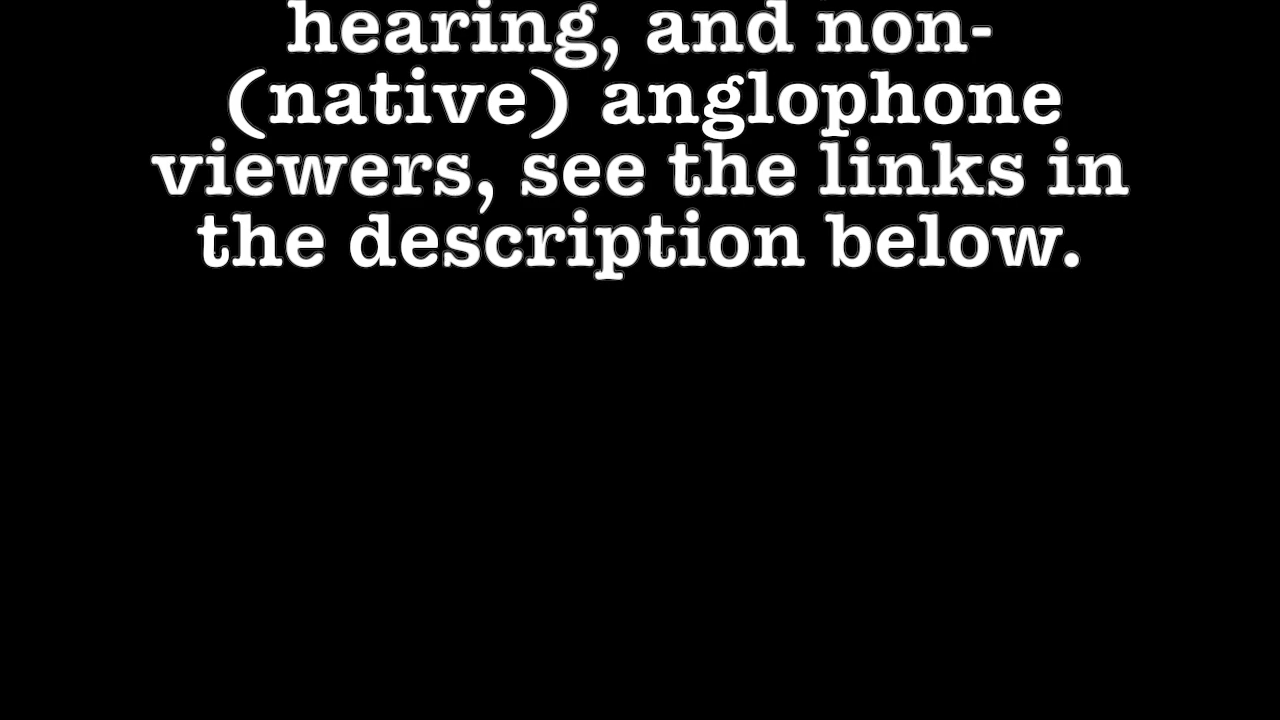 hearing, and non-
(native) anglophone
viewers, see the links in
the description below.